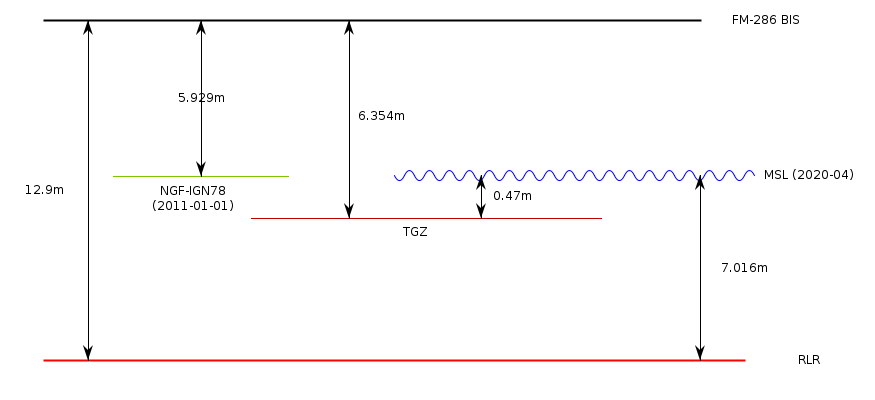 FM-286 BIS
5.929m
6.354m
12.9m
MSL (2020-04)
NGF-IGN78
(2011-01-01)
0.47m
TGZ
7.016m
RLR